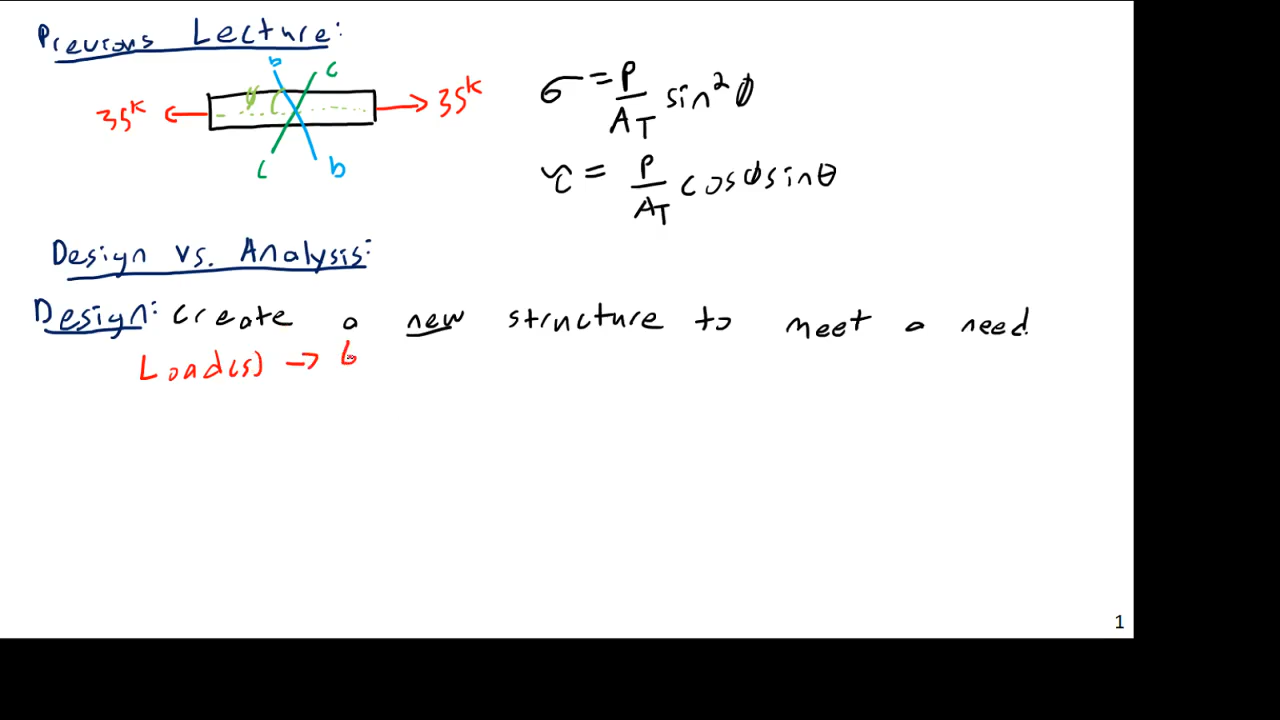 Previous Lecture:
b c
35ᴷ 35ᴷ
c b
σ = P/A_T sin² θ
τ = P/A_T cosθ sinθ
Design vs. Analysis:
Design: create a new structure to meet a need
Load(s) →
1